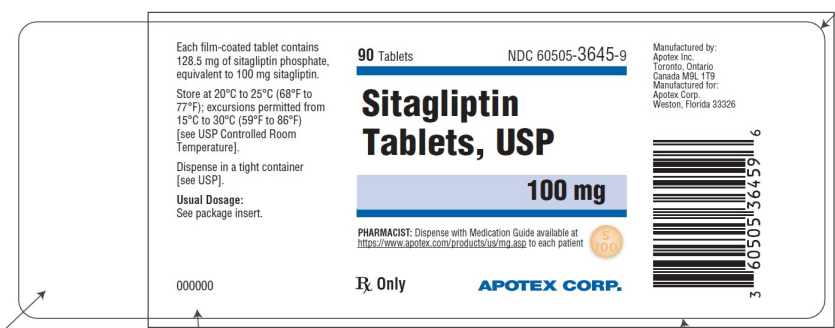 Each film-coated tablet contains
128.5 mg of sitagliptin phosphate,
equivalent to 100 mg sitagliptin.
Store at 20°C to 25°C (68°F to
77°F); excursions permitted from
15°C to 30°C (59°F to 86°F)
[see USP Controlled Room
Temperature].
Dispense in a tight container
[see USP].
Usual Dosage:
See package insert.
000000
90 Tablets
NDC 60505-3645-9
Sitagliptin
Tablets, USP
100 mg
PHARMACIST: Dispense with Medication Guide available at
https://www.apotex.com/products/us/mg.asp to each patient
S
100
Rx Only
APOTEX CORP.
Manufactured by:
Apotex Inc.
Toronto, Ontario
Canada M9L 1T9
Manufactured for:
Apotex Corp.
Weston, Florida 33326
3 60505 36459 6